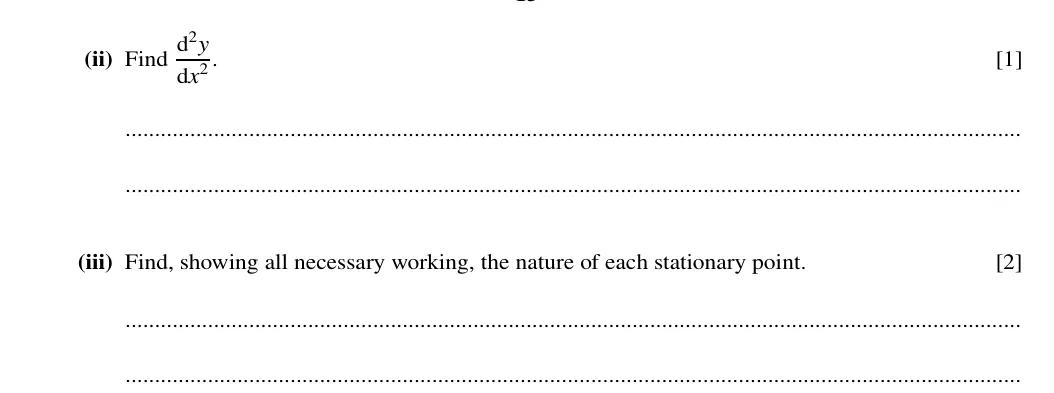 (ii) Find d²y/dx². [1]
(iii) Find, showing all necessary working, the nature of each stationary point. [2]